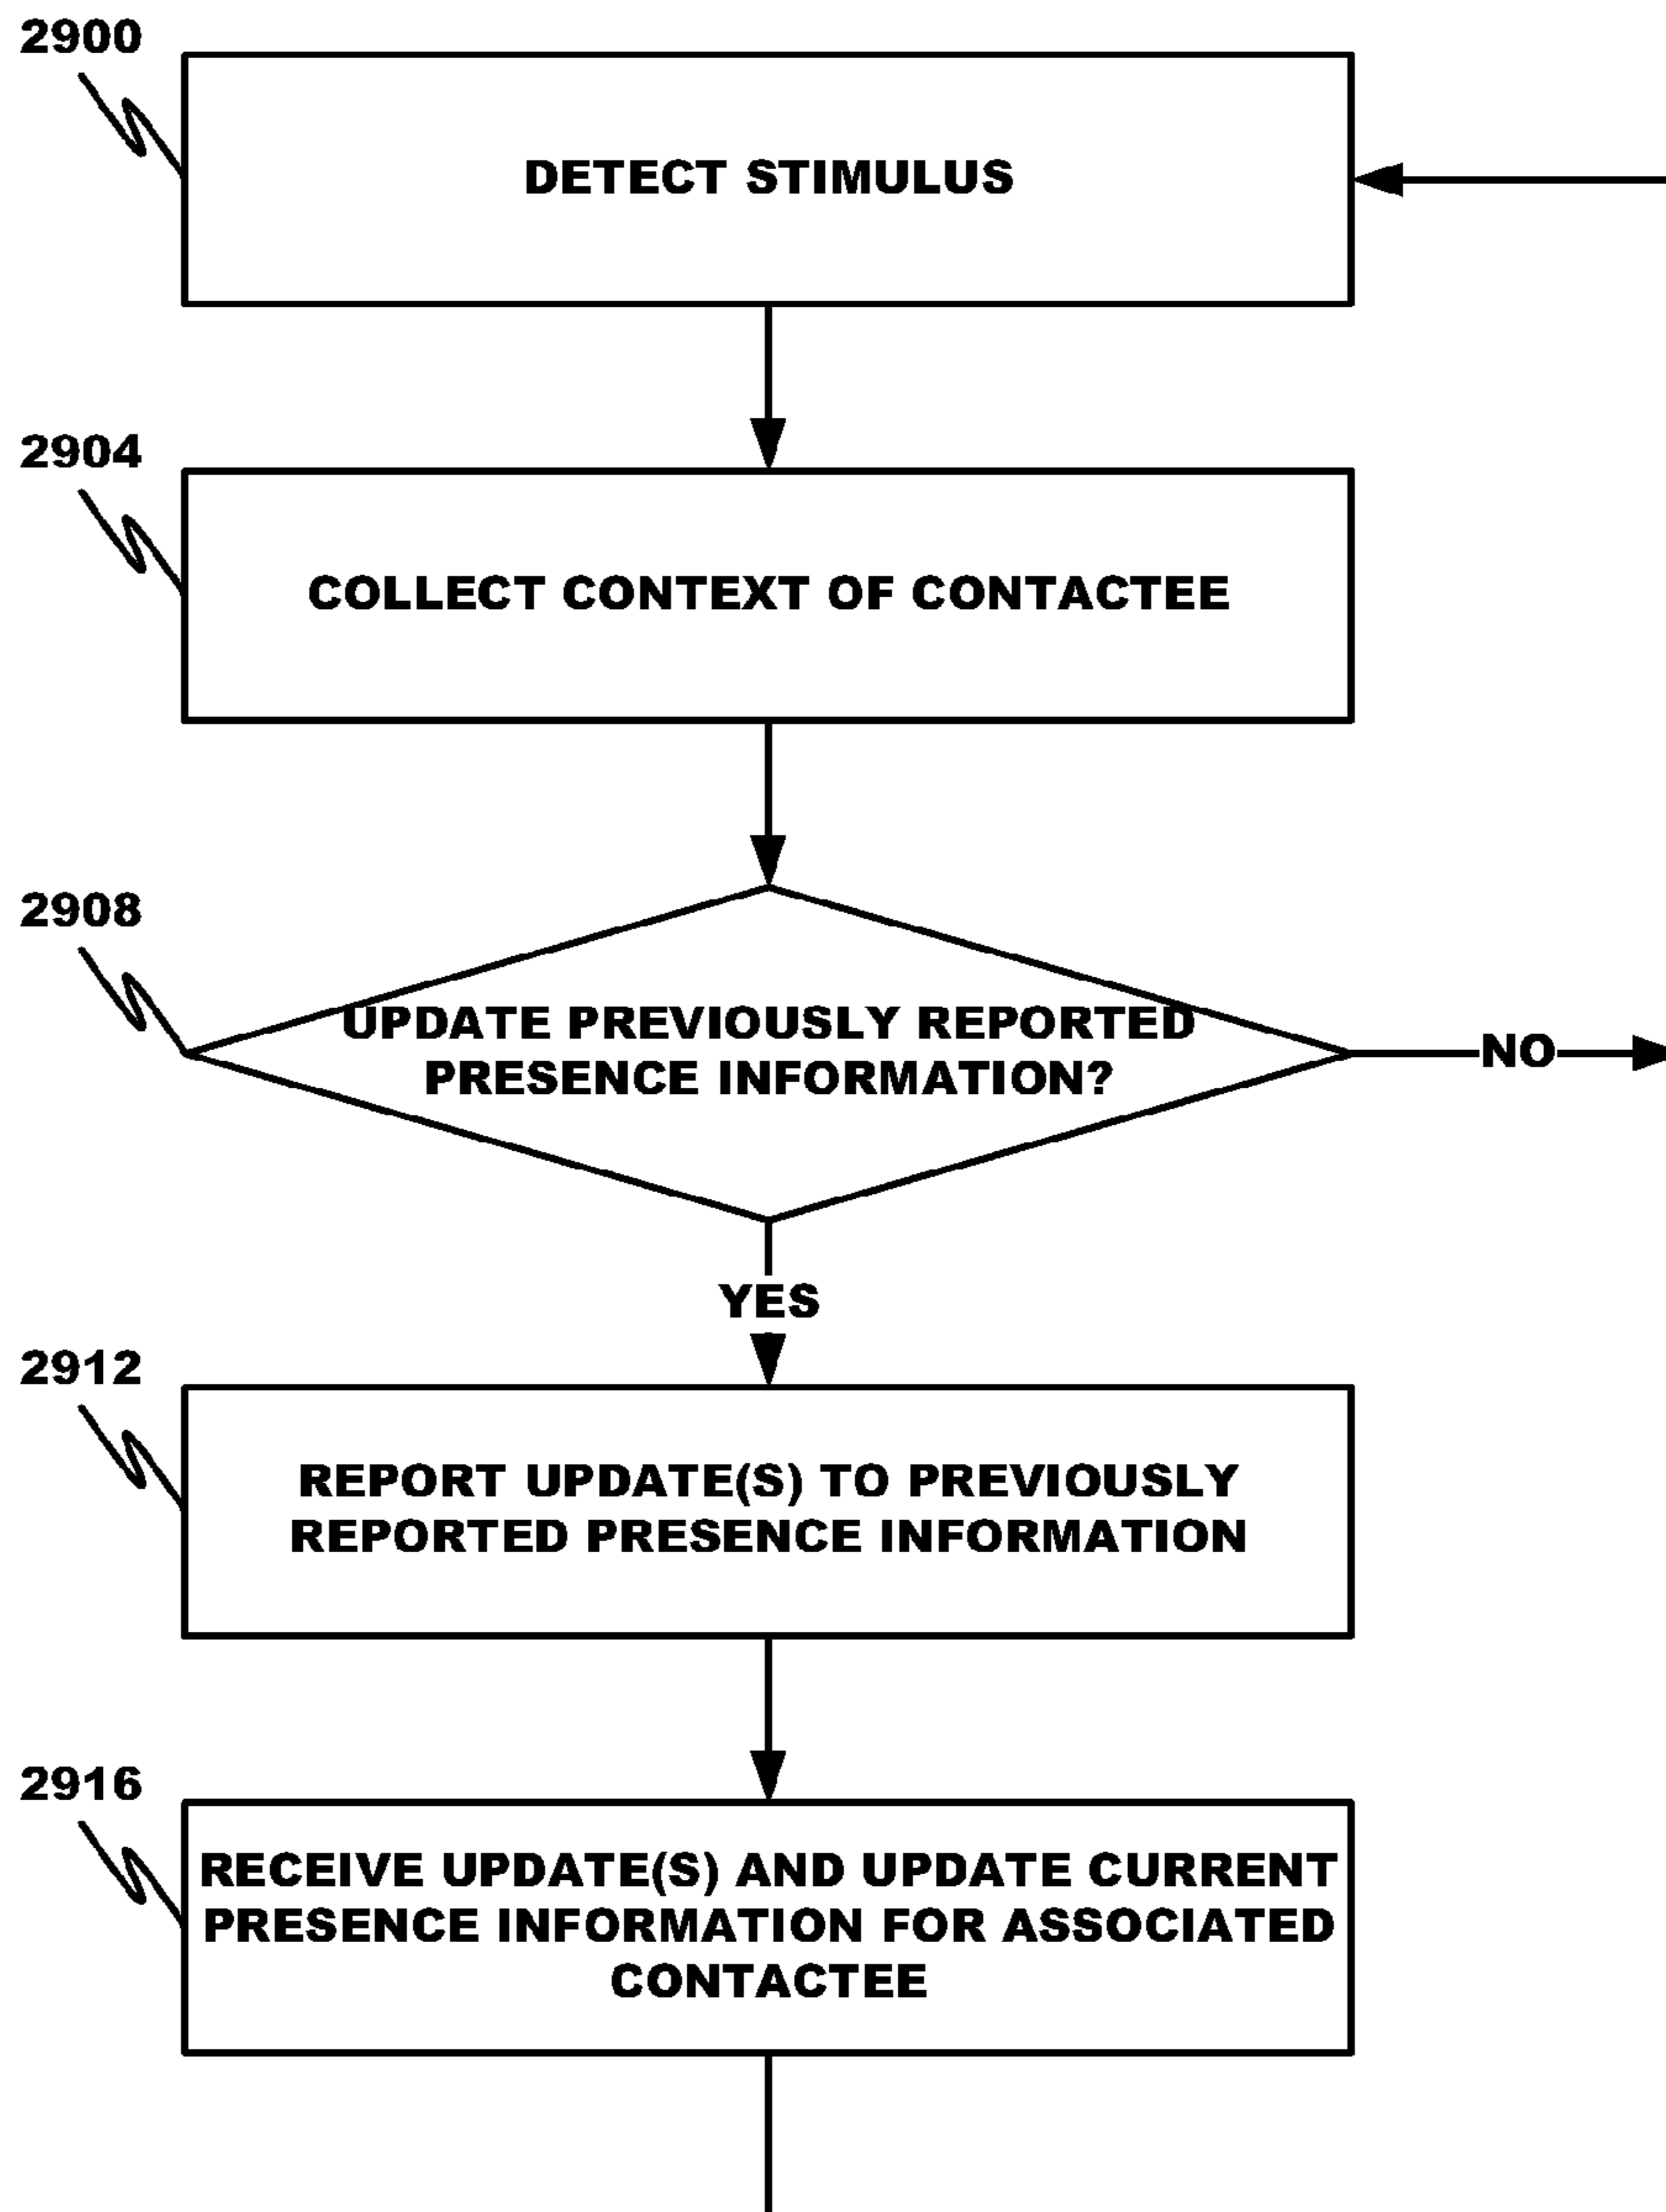 2900
DETECT STIMULUS
2904
COLLECT CONTEXT OF CONTACTEE
2908
UPDATE PREVIOUSLY REPORTED
PRESENCE INFORMATION?
NO
YES
2912
REPORT UPDATE(S) TO PREVIOUSLY
REPORTED PRESENCE INFORMATION
2916
RECEIVE UPDATE(S) AND UPDATE CURRENT
PRESENCE INFORMATION FOR ASSOCIATED
CONTACTEE